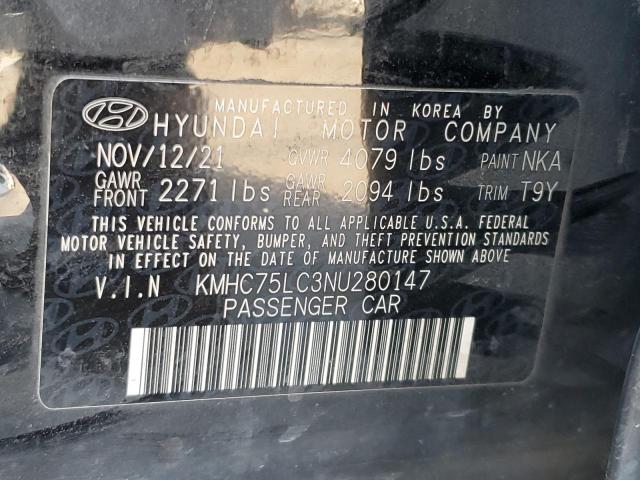 MANUFACTURED IN KOREA BY
HYUNDAI MOTOR COMPANY
NOV/12/21 GVWR 4079 lbs PAINT NKA
GAWR FRONT 2271 lbs GAWR REAR 2094 lbs TRIM T9Y
THIS VEHICLE CONFORMS TO ALL APPLICABLE U.S.A. FEDERAL
MOTOR VEHICLE SAFETY, BUMPER, AND THEFT PREVENTION STANDARDS
IN EFFECT ON THE DATE OF MANUFACTURE SHOWN ABOVE
V.I.N KMHC75LC3NU280147
PASSENGER CAR